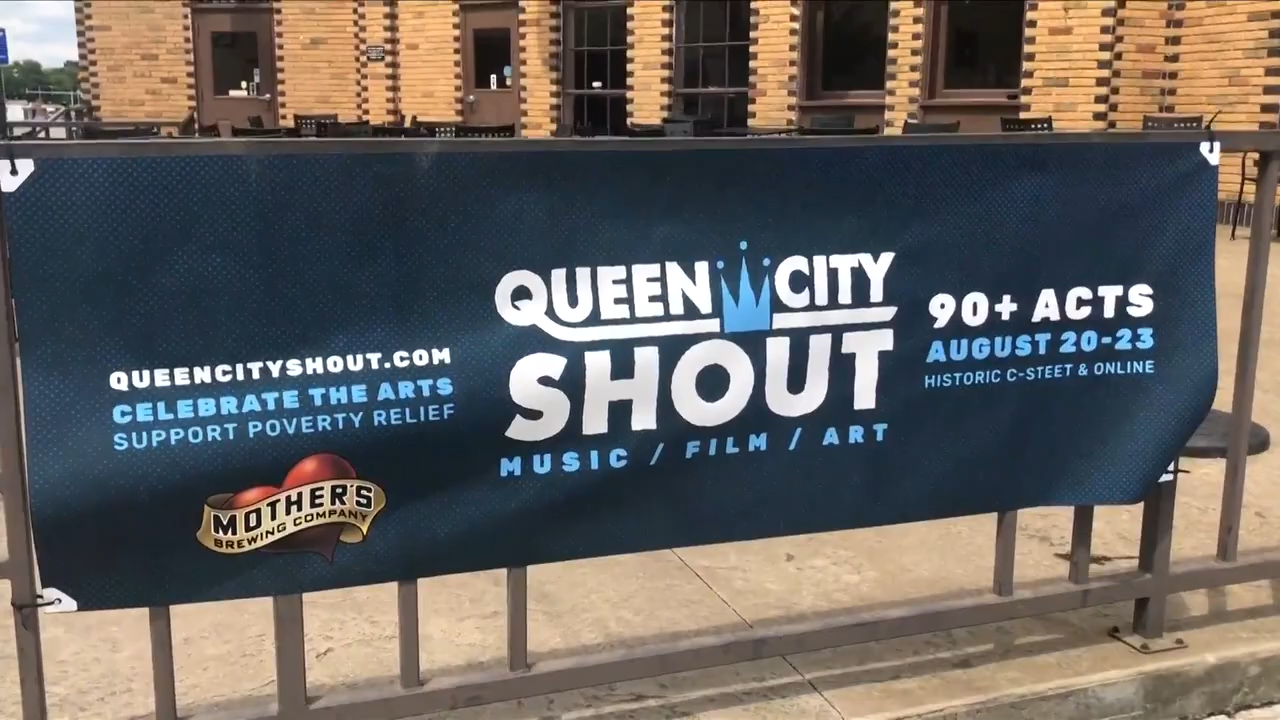 QUEENCITYSHOUT.COM
CELEBRATE THE ARTS
SUPPORT POVERTY RELIEF
MOTHER'S
BREWING COMPANY
QUEEN CITY
SHOUT
MUSIC / FILM / ART
90+ ACTS
AUGUST 20-23
HISTORIC C-STEET & ONLINE